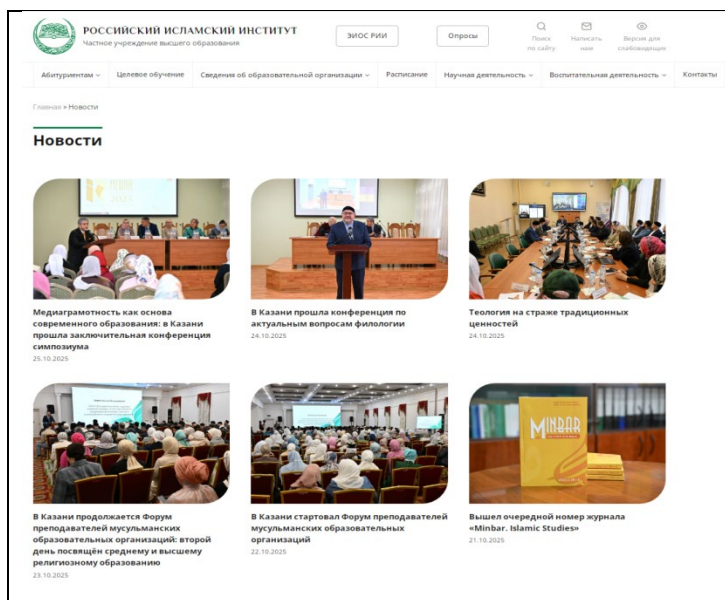 РОССИЙСКИЙ ИСЛАМСКИЙ ИНСТИТУТ
Частное учреждение высшего образования
ЭИОС РИИ
Опросы
Поиск по сайту
Написать нам
Версия для слабовидящих
Абитуриентам
Целевое обучение
Сведения об образовательной организации
Расписание
Научная деятельность
Воспитательная деятельность
Контакты
Главная » Новости
Новости
Медиаграмотность как основа
современного образования: в Казани
прошла заключительная конференция
симпозиума
25.10.2025
В Казани прошла конференция по
актуальным вопросам филологии
24.10.2025
Теология на страже традиционных
ценностей
24.10.2025
В Казани продолжается Форум
преподавателей мусульманских
образовательных организаций: второй
день посвящён среднему и высшему
религиозному образованию
23.10.2025
В Казани стартовал Форум преподавателей
мусульманских образовательных
организаций
22.10.2025
MINBAR
Вышел очередной номер журнала
«Minbar. Islamic Studies»
21.10.2025